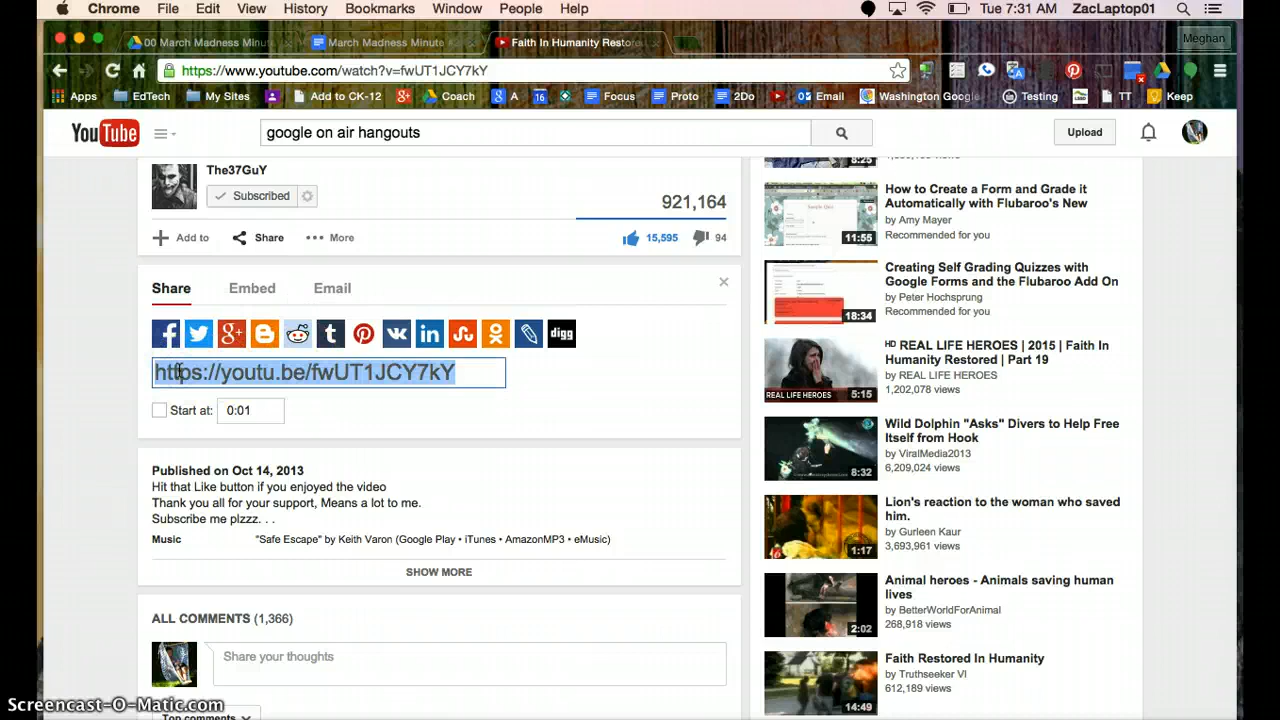 Chrome File Edit View History Bookmarks Window People Help Tue 7:31 AM ZacLaptop01
00 March Madness Minute March Madness Minute Faith In Humanity Restore Meghan
https://www.youtube.com/watch?v=fwUT1JCY7kY
Apps EdTech My Sites Add to CK-12 Coach A 16 Focus Proto 2Do Email Washington Goog Testing TT Keep
YouTube google on air hangouts Upload
The37GuY
Subscribed
921,164
Add to Share More 15,595 94
Share Embed Email
digg
https://youtu.be/fwUT1JCY7kY
Start at: 0:01
Published on Oct 14, 2013
Hit that Like button if you enjoyed the video
Thank you all for your support, Means a lot to me.
Subscribe me plzzz. . .
Music "Safe Escape" by Keith Varon (Google Play • iTunes • AmazonMP3 • eMusic)
SHOW MORE
ALL COMMENTS (1,366)
Share your thoughts
Top comments
8:25
How to Create a Form and Grade it
Automatically with Flubaroo's New
by Amy Mayer
Recommended for you
11:55
Creating Self Grading Quizzes with
Google Forms and the Flubaroo Add On
by Peter Hochsprung
Recommended for you
18:34
HD REAL LIFE HEROES | 2015 | Faith In
Humanity Restored | Part 19
by REAL LIFE HEROES
1,202,078 views
REAL LIFE HEROES 5:15
Wild Dolphin "Asks" Divers to Help Free
Itself from Hook
by ViralMedia2013
6,209,024 views
8:32
Lion's reaction to the woman who saved
him.
by Gurleen Kaur
3,693,961 views
1:17
Animal heroes - Animals saving human
lives
by BetterWorldForAnimal
268,918 views
2:02
Faith Restored In Humanity
by Truthseeker VI
612,189 views
14:49
Screencast-O-Matic.com